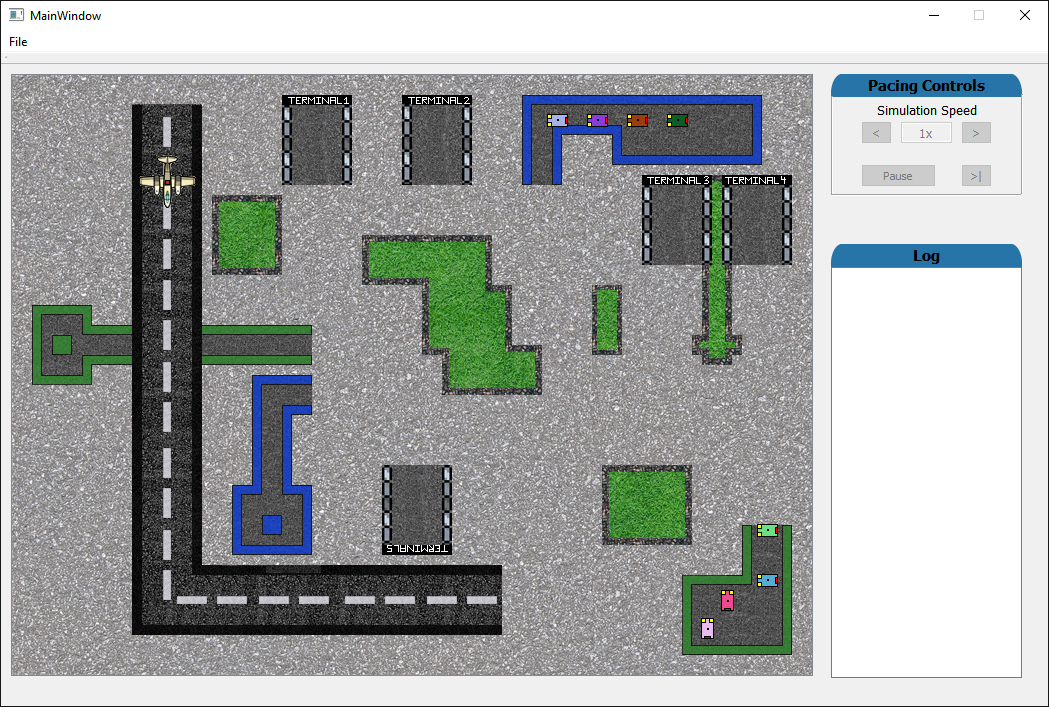 MainWindow
File
TERMINAL1
TERMINAL2
TERMINAL3
TERMINAL4
TERMINAL5
Pacing Controls
Simulation Speed
<
1x
>
Pause
>|
Log